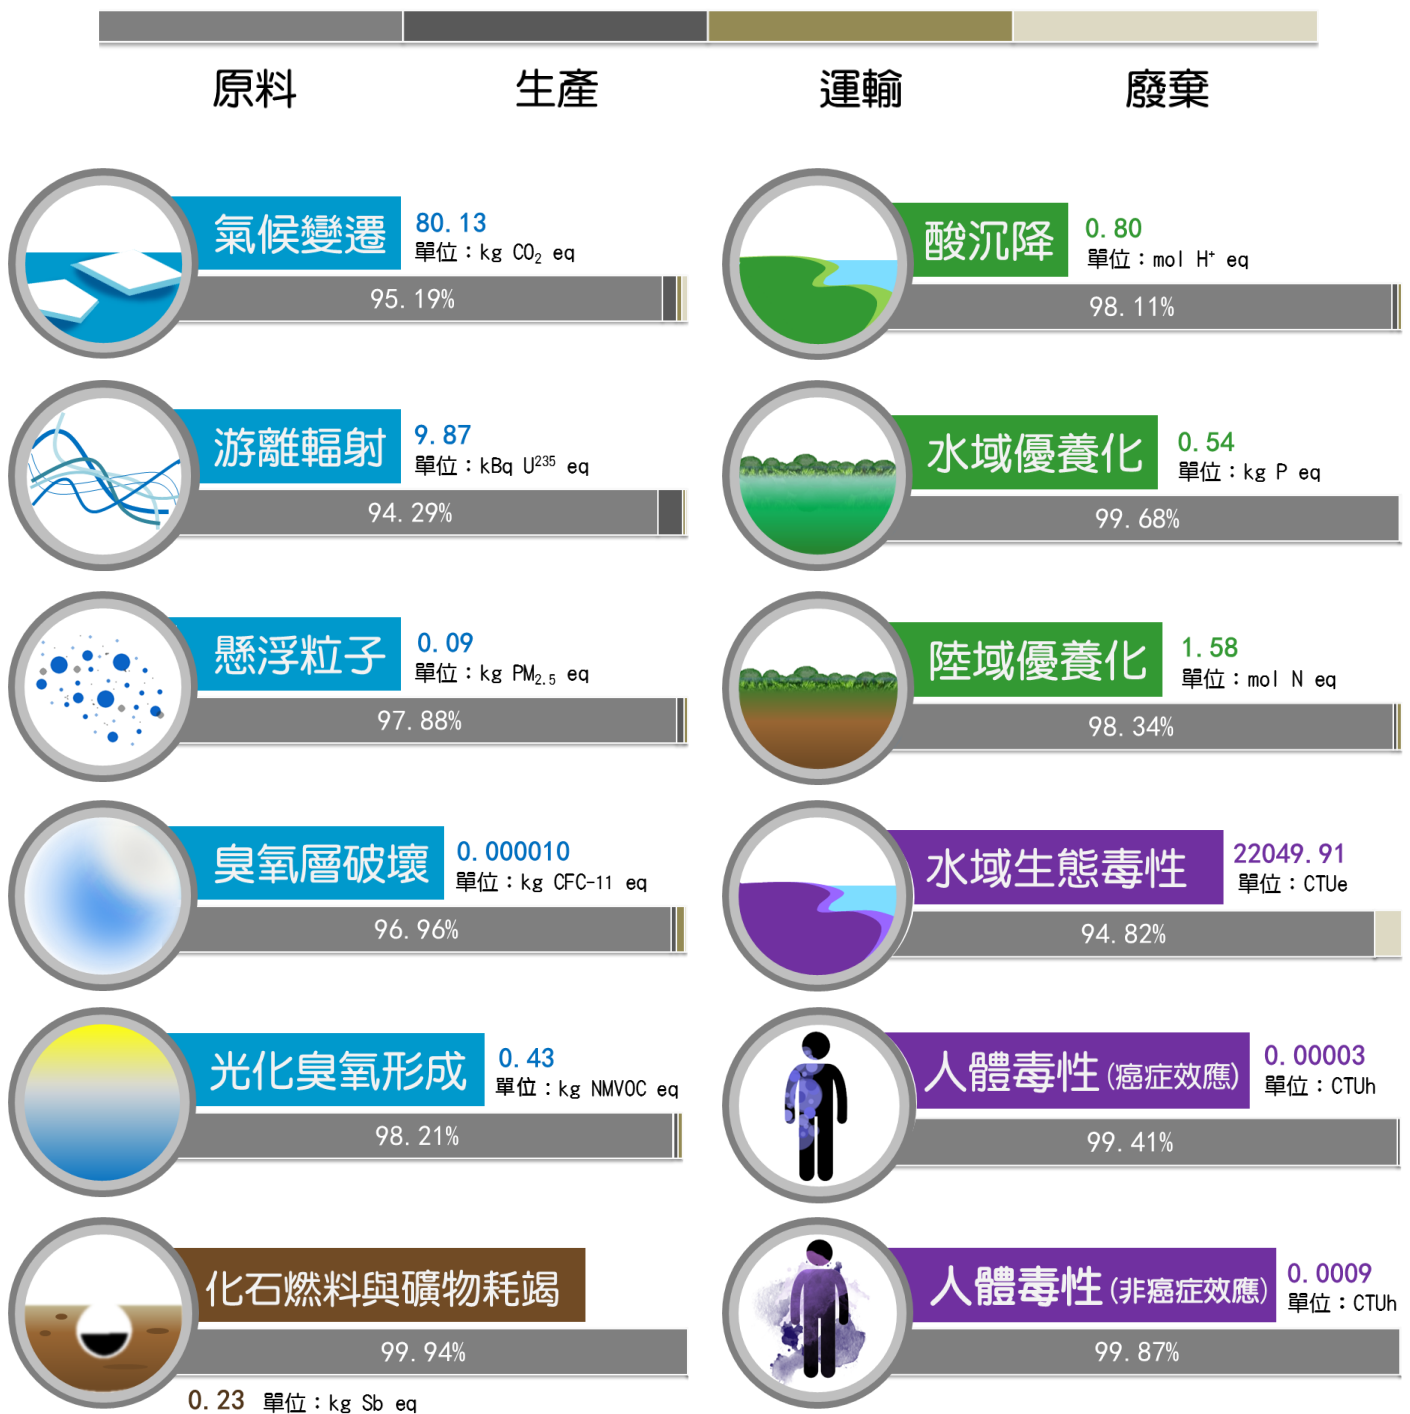 原料
生產
運輸
廢棄
氣候變遷
80.13
單位：kg CO₂ eq
95.19%
游離輻射
9.87
單位：kBq U²³⁵ eq
94.29%
懸浮粒子
0.09
單位：kg PM₂.₅ eq
97.88%
臭氧層破壞
0.000010
單位：kg CFC-11 eq
96.96%
光化臭氧形成
0.43
單位：kg NMVOC eq
98.21%
化石燃料與礦物耗竭
99.94%
0.23 單位：kg Sb eq
酸沉降
0.80
單位：mol H⁺ eq
98.11%
水域優養化
0.54
單位：kg P eq
99.68%
陸域優養化
1.58
單位：mol N eq
98.34%
水域生態毒性
22049.91
單位：CTUe
94.82%
人體毒性(癌症效應)
0.00003
單位：CTUh
99.41%
人體毒性(非癌症效應)
0.0009
單位：CTUh
99.87%